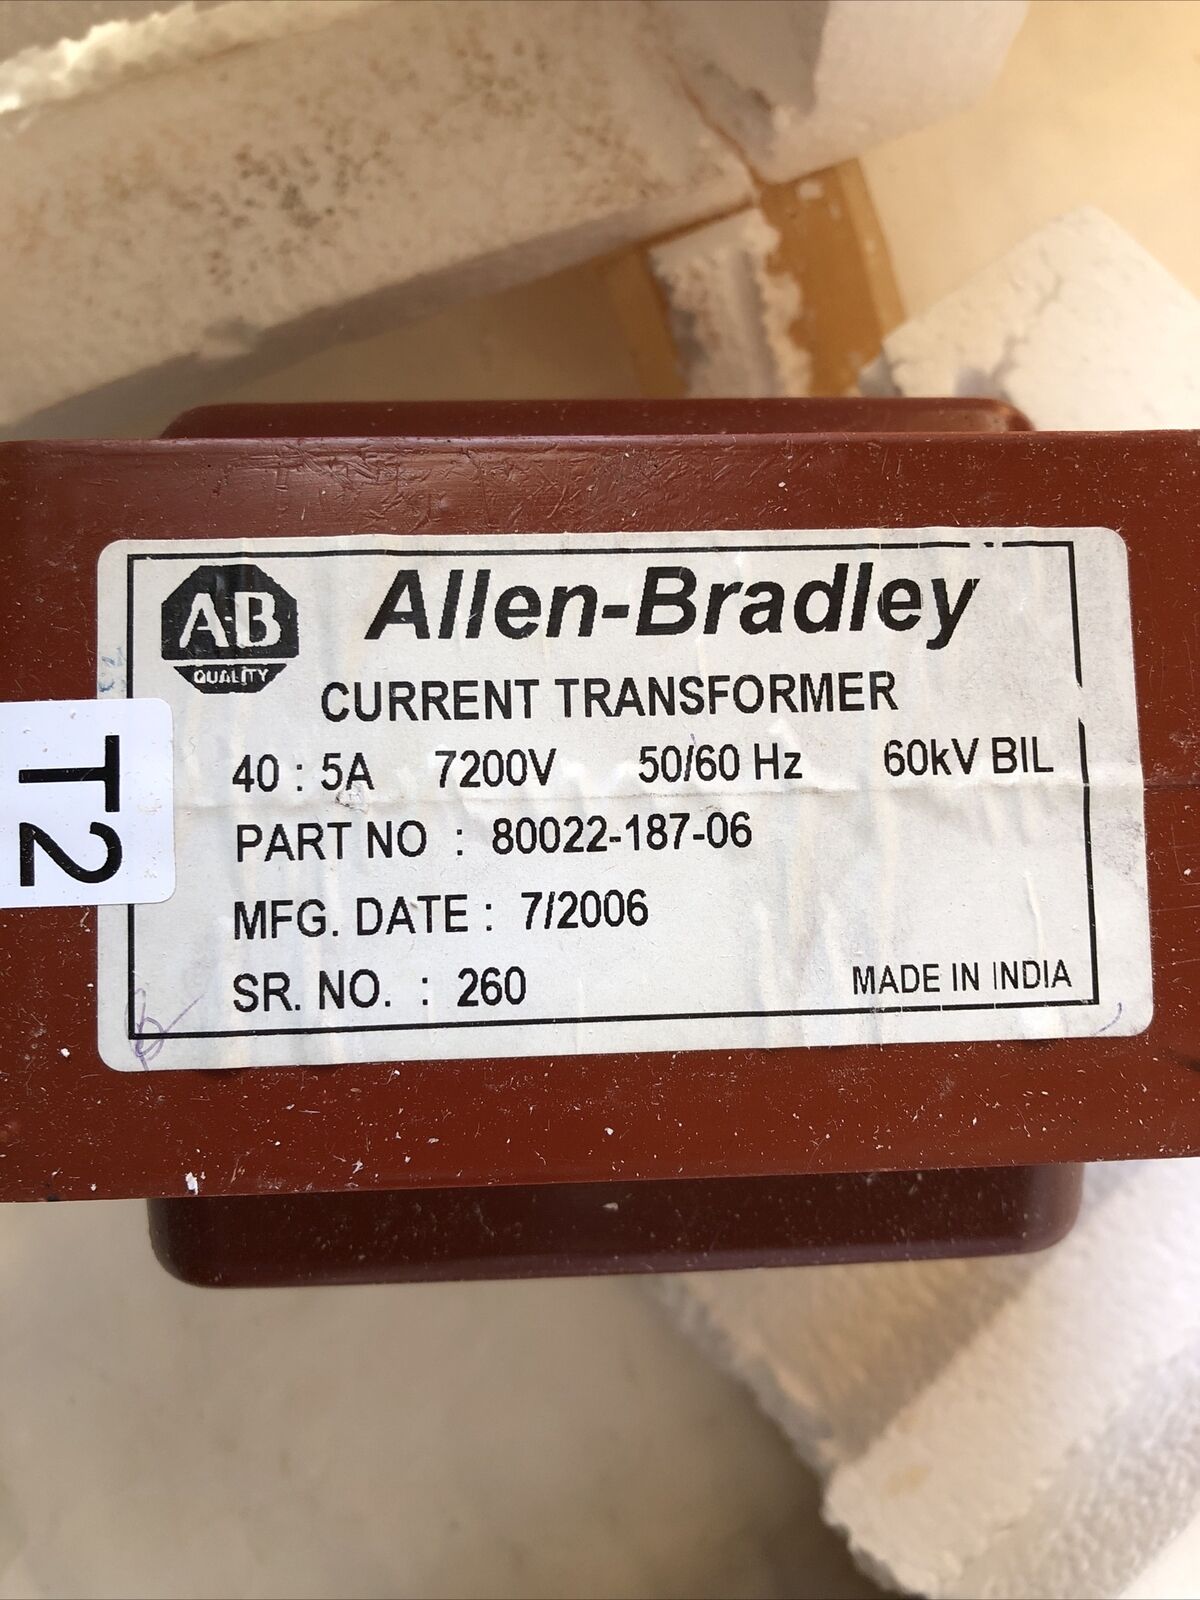 A-B
QUALITY
Allen-Bradley
CURRENT TRANSFORMER
40 : 5A 7200V 50/60 Hz 60kV BIL
PART NO : 80022-187-06
MFG. DATE : 7/2006
SR. NO. : 260
MADE IN INDIA
T2